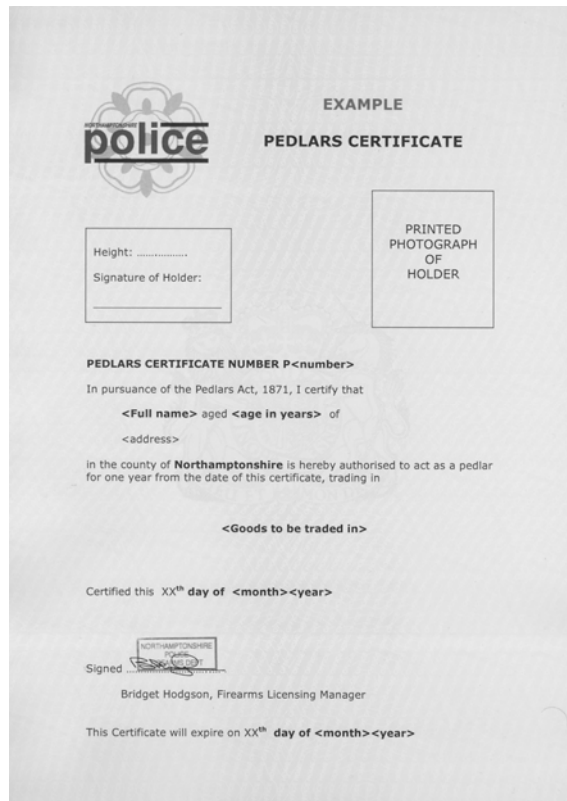 NORTHAMPTONSHIRE
police
EXAMPLE
PEDLARS CERTIFICATE
Height: ................
Signature of Holder:
PRINTED
PHOTOGRAPH
OF
HOLDER
PEDLARS CERTIFICATE NUMBER P<number>
In pursuance of the Pedlars Act, 1871, I certify that
<Full name> aged <age in years> of
<address>
in the county of Northamptonshire is hereby authorised to act as a pedlar
for one year from the date of this certificate, trading in
<Goods to be traded in>
Certified this XXth day of <month><year>
NORTHAMPTONSHIRE
POLICE
DEPT
Signed
Bridget Hodgson, Firearms Licensing Manager
This Certificate will expire on XXth day of <month><year>